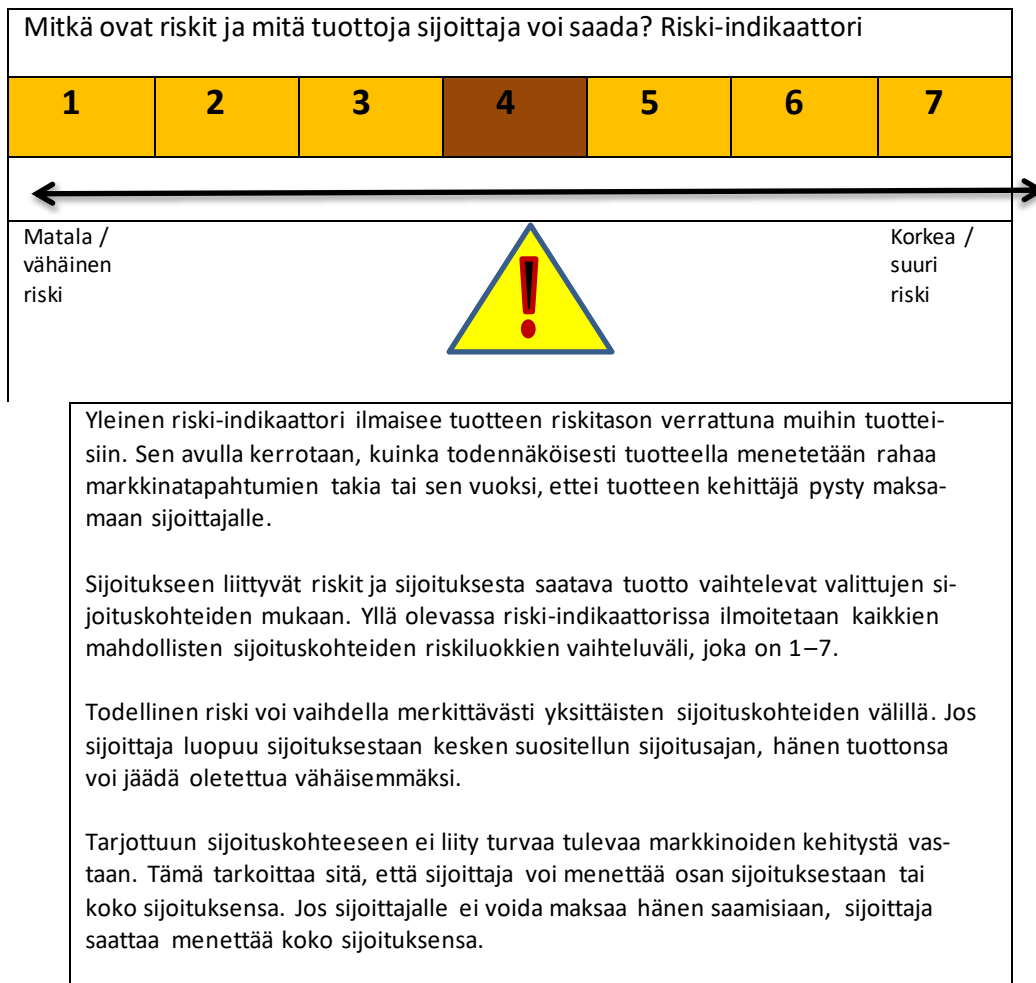 Mitkä ovat riskit ja mitä tuottoja sijoittaja voi saada? Riski-indikaattori
1 2 3 4 5 6 7
Matala /
vähäinen
riski
!
Korkea /
suuri
riski
Yleinen riski-indikaattori ilmaisee tuotteen riskitason verrattuna muihin tuottei-
siin. Sen avulla kerrotaan, kuinka todennäköisesti tuotteella menetetään rahaa
markkinatapahtumien takia tai sen vuoksi, ettei tuotteen kehittäjä pysty maksa-
maan sijoittajalle.
Sijoitukseen liittyvät riskit ja sijoituksesta saatava tuotto vaihtelevat valittujen si-
joituskohteiden mukaan. Yllä olevassa riski-indikaattorissa ilmoitetaan kaikkien
mahdollisten sijoituskohteiden riskiluokkien vaihteluväli, joka on 1–7.
Todellinen riski voi vaihdella merkittävästi yksittäisten sijoituskohteiden välillä. Jos
sijoittaja luopuu sijoituksestaan kesken suositellun sijoitusajan, hänen tuottonsa
voi jäädä oletettua vähäisemmäksi.
Tarjottuun sijoituskohteeseen ei liity turvaa tulevaa markkinoiden kehitystä vas-
taan. Tämä tarkoittaa sitä, että sijoittaja voi menettää osan sijoituksestaan tai
koko sijoituksensa. Jos sijoittajalle ei voida maksaa hänen saamisiaan, sijoittaja
saattaa menettää koko sijoituksensa.